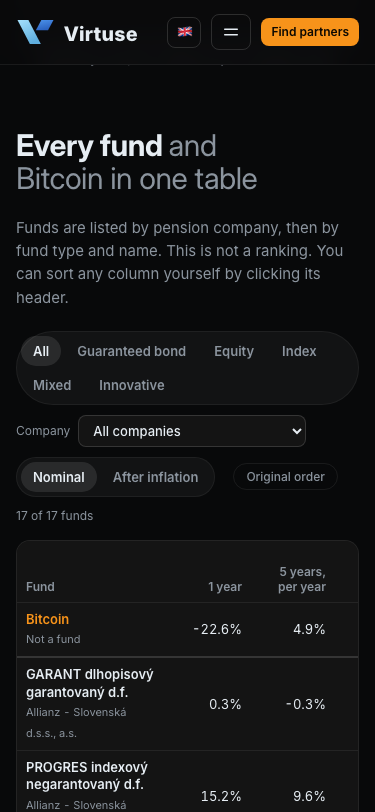 Virtuse
Find partners
Every fund and
Bitcoin in one table
Funds are listed by pension company, then by
fund type and name. This is not a ranking. You
can sort any column yourself by clicking its
header.
All Guaranteed bond Equity Index
Mixed Innovative
Company All companies
Nominal After inflation Original order
17 of 17 funds
5 years,
Fund 1 year per year
Bitcoin
-22.6% 4.9%
Not a fund
GARANT dlhopisový
garantovaný d.f.
0.3% -0.3%
Allianz - Slovenská
d.s.s., a.s.
PROGRES indexový
negarantovaný d.f.
15.2% 9.6%
Allianz - Slovenská